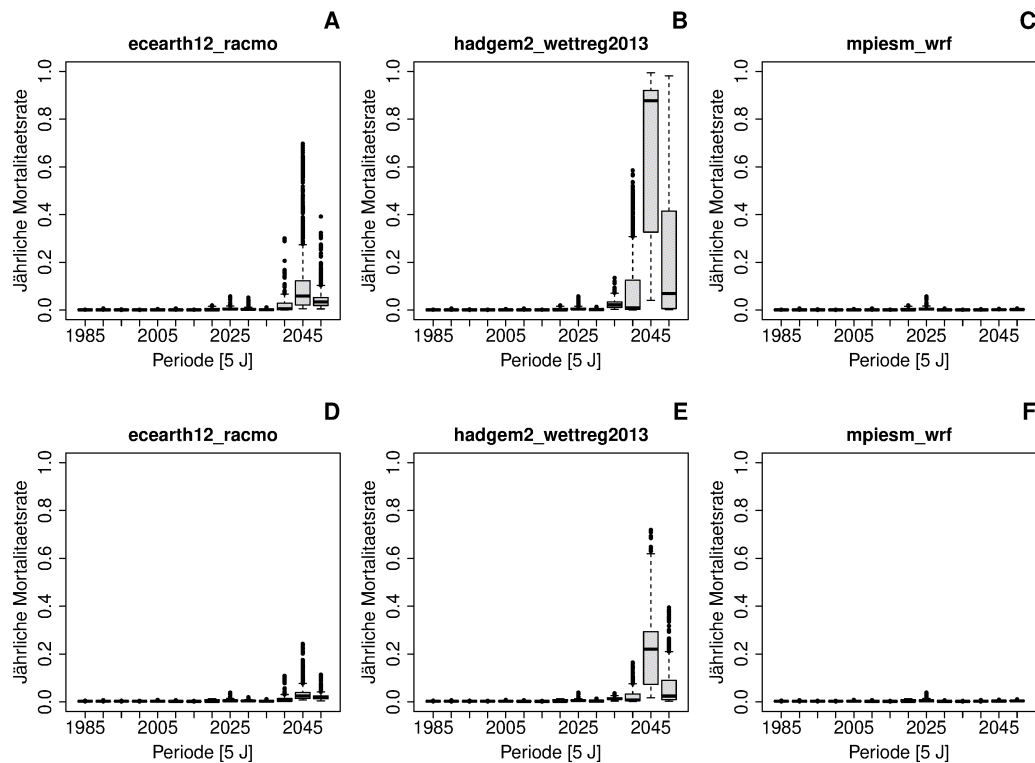 A B C
ecearth12_racmo hadgem2_wettreg2013 mpiesm_wrf
Jährliche Mortalitaetsrate
0.0 0.2 0.4 0.6 0.8 1.0
1985 2005 2025 2045
Periode [5 J]
Jährliche Mortalitaetsrate
0.0 0.2 0.4 0.6 0.8 1.0
1985 2005 2025 2045
Periode [5 J]
Jährliche Mortalitaetsrate
0.0 0.2 0.4 0.6 0.8 1.0
1985 2005 2025 2045
Periode [5 J]
D E F
ecearth12_racmo hadgem2_wettreg2013 mpiesm_wrf
Jährliche Mortalitaetsrate
0.0 0.2 0.4 0.6 0.8 1.0
1985 2005 2025 2045
Periode [5 J]
Jährliche Mortalitaetsrate
0.0 0.2 0.4 0.6 0.8 1.0
1985 2005 2025 2045
Periode [5 J]
Jährliche Mortalitaetsrate
0.0 0.2 0.4 0.6 0.8 1.0
1985 2005 2025 2045
Periode [5 J]